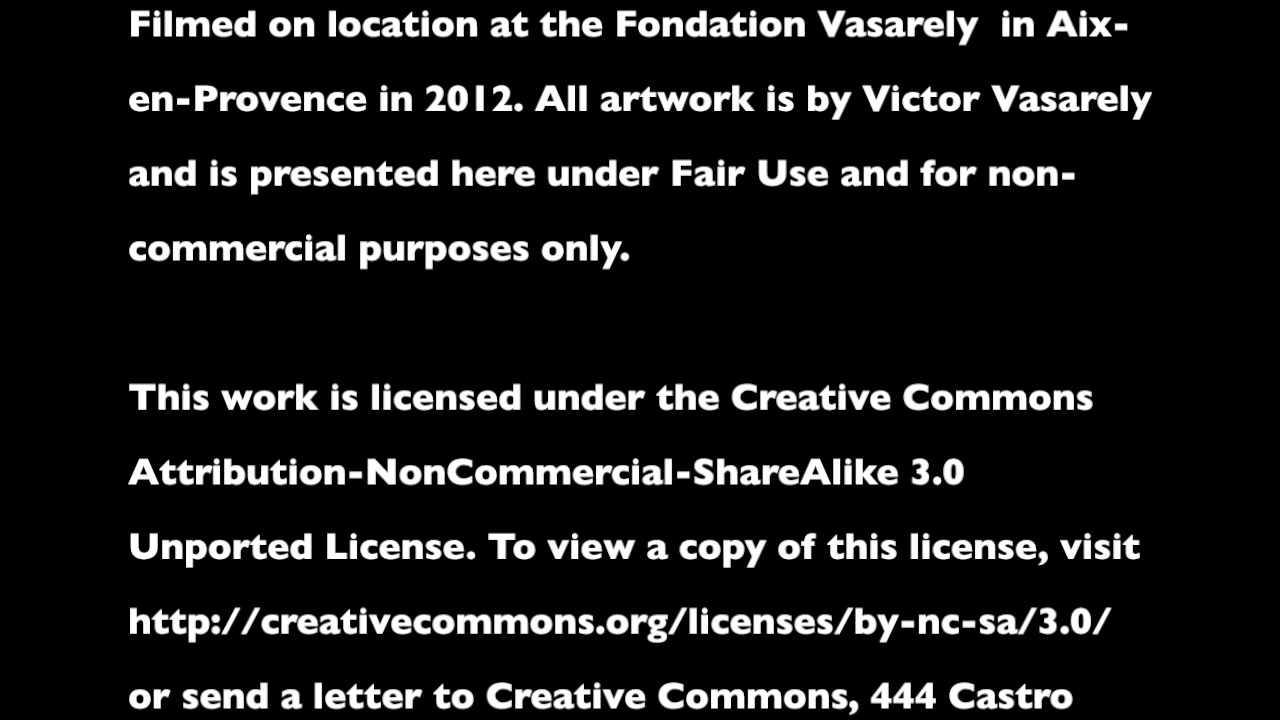 Filmed on location at the Fondation Vasarely  in Aix-
en-Provence in 2012. All artwork is by Victor Vasarely
and is presented here under Fair Use and for non-
commercial purposes only.
This work is licensed under the Creative Commons
Attribution-NonCommercial-ShareAlike 3.0
Unported License. To view a copy of this license, visit
http://creativecommons.org/licenses/by-nc-sa/3.0/
or send a letter to Creative Commons, 444 Castro